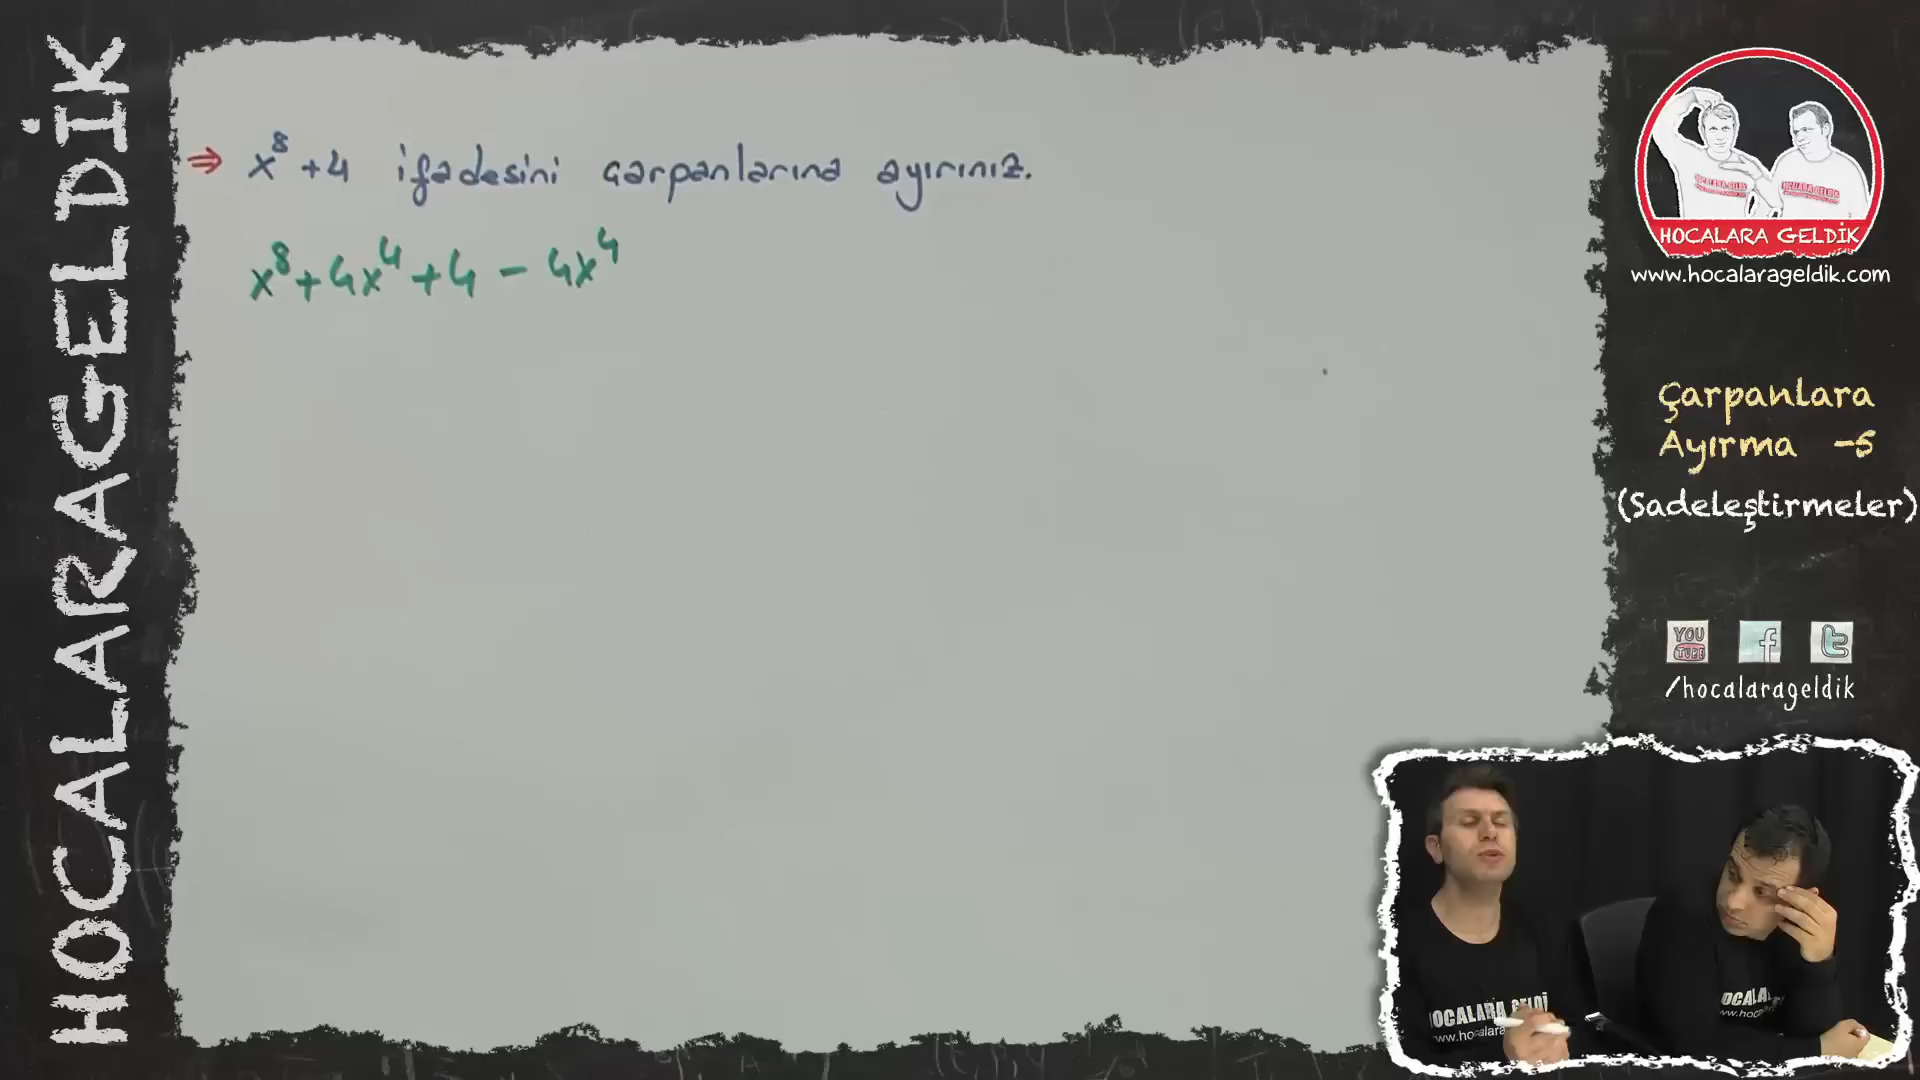 HOCALARAGELDİK
⇒ x⁸ + 4 ifadesini çarpanlarına ayırınız.
x⁸ + 4x⁴ + 4 - 4x⁴
HOCALARA GELDİK
www.hocalarageldik.com
Çarpanlara
Ayırma -5
(Sadeleştirmeler)
YOU
TUBE
f
t
/hocalarageldik